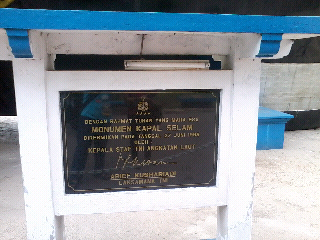 DENGAN RAHMAT TUHAN YANG MAHA ESA
MONUMEN KAPAL SELAM
DIRESMIKAN PADA TANGGAL JUNI
OLEH
KEPALA STAF TNI ANGKATAN LAUT
ARIEF KUSHARIADI
LAKSAMANA TNI